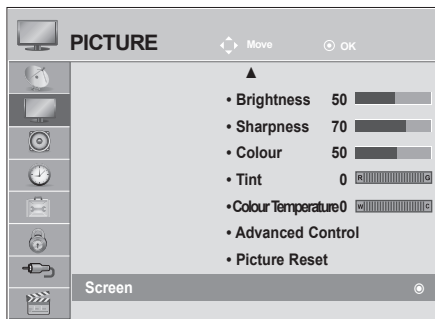 PICTURE Move OK
▲
• Brightness 50
• Sharpness 70
• Colour 50
• Tint 0 R G
• Colour Temperature 0 W C
• Advanced Control
• Picture Reset
Screen